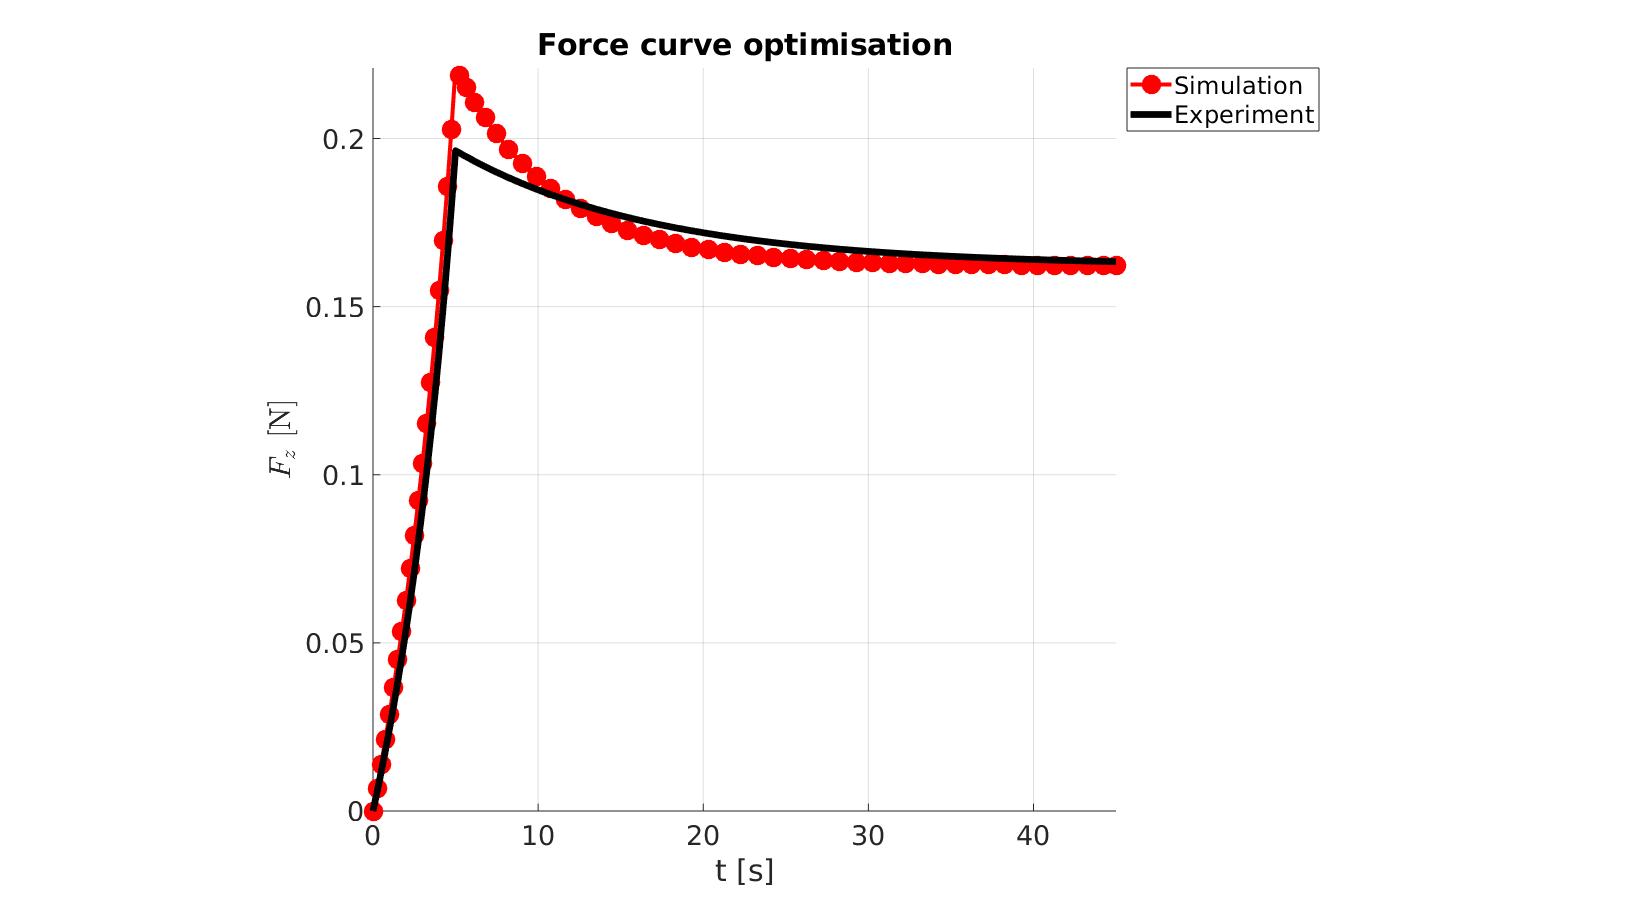 Force curve optimisation
Simulation
Experiment
0.2
0.15
0.1
0.05
0
F_z [N]
0 10 20 30 40
t [s]